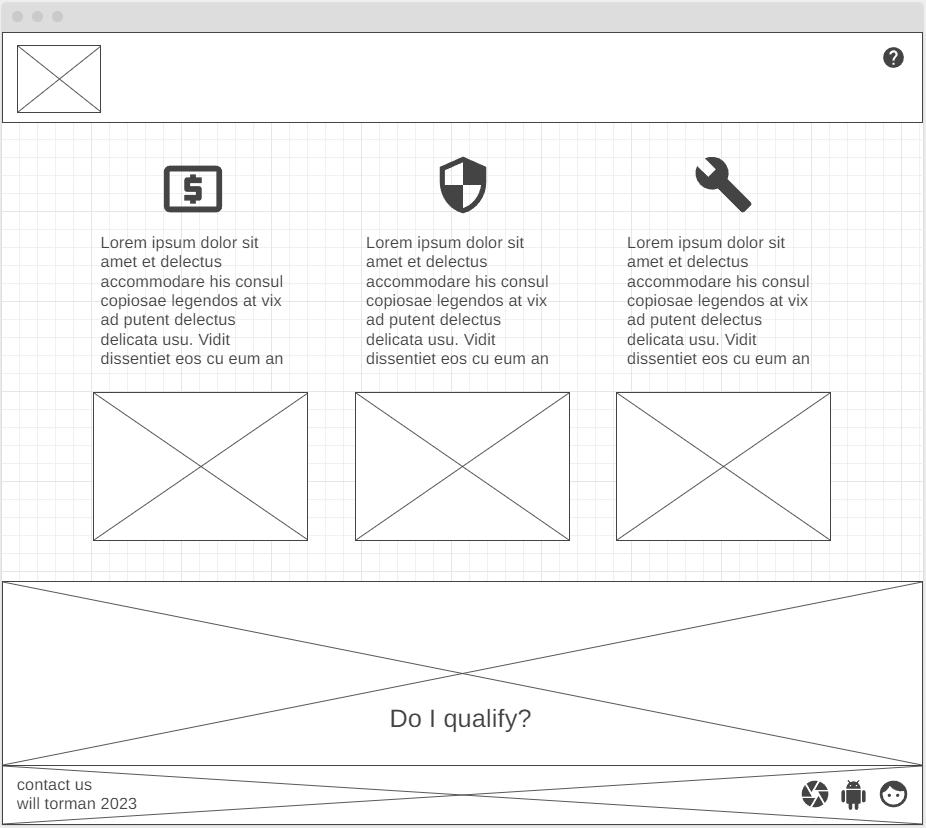 Lorem ipsum dolor sit
amet et delectus
accommodare his consul
copiosae legendos at vix
ad putent delectus
delicata usu. Vidit
dissentiet eos cu eum an
Lorem ipsum dolor sit
amet et delectus
accommodare his consul
copiosae legendos at vix
ad putent delectus
delicata usu. Vidit
dissentiet eos cu eum an
Lorem ipsum dolor sit
amet et delectus
accommodare his consul
copiosae legendos at vix
ad putent delectus
delicata usu. Vidit
dissentiet eos cu eum an
Do I qualify?
contact us
will torman 2023